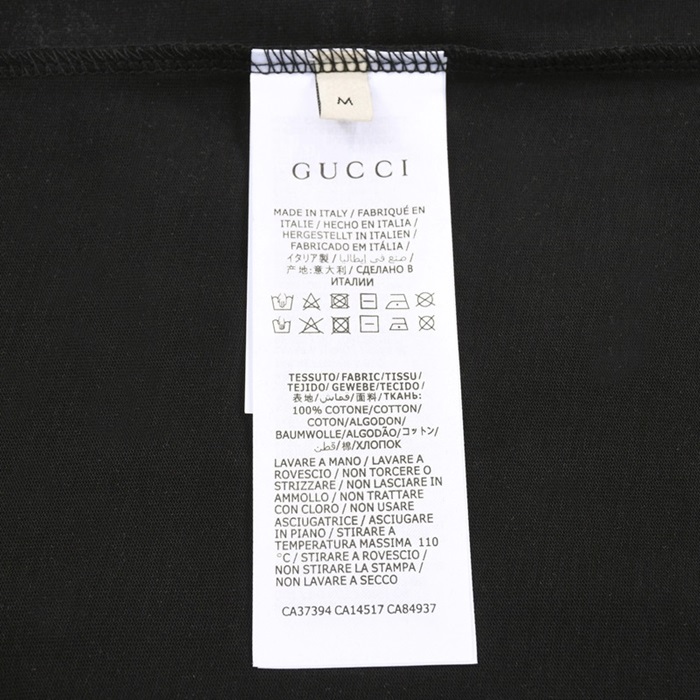 M
GUCCI
MADE IN ITALY / FABRIQUÉ EN
ITALIE / HECHO EN ITALIA /
HERGESTELLT IN ITALIEN /
FABRICADO EM ITÁLIA /
イタリア製 / صنع في إيطاليا /
产地:意大利 / СДЕЛАНО В
ИТАЛИИ
TESSUTO/FABRIC/TISSU/
TEJIDO/GEWEBE/TECIDO/
表地/قماش/面料/ТКАНЬ:
100% COTONE/COTTON/
COTON/ALGODON/
BAUMWOLLE/ALGODÃO/コットン/
قطن/棉/ХЛОПОК
LAVARE A MANO / LAVARE A
ROVESCIO / NON TORCERE O
STRIZZARE / NON LASCIARE IN
AMMOLLO / NON TRATTARE
CON CLORO / NON USARE
ASCIUGATRICE / ASCIUGARE
IN PIANO / STIRARE A
TEMPERATURA MASSIMA 110
°C / STIRARE A ROVESCIO /
NON STIRARE LA STAMPA /
NON LAVARE A SECCO
CA37394 CA14517 CA84937